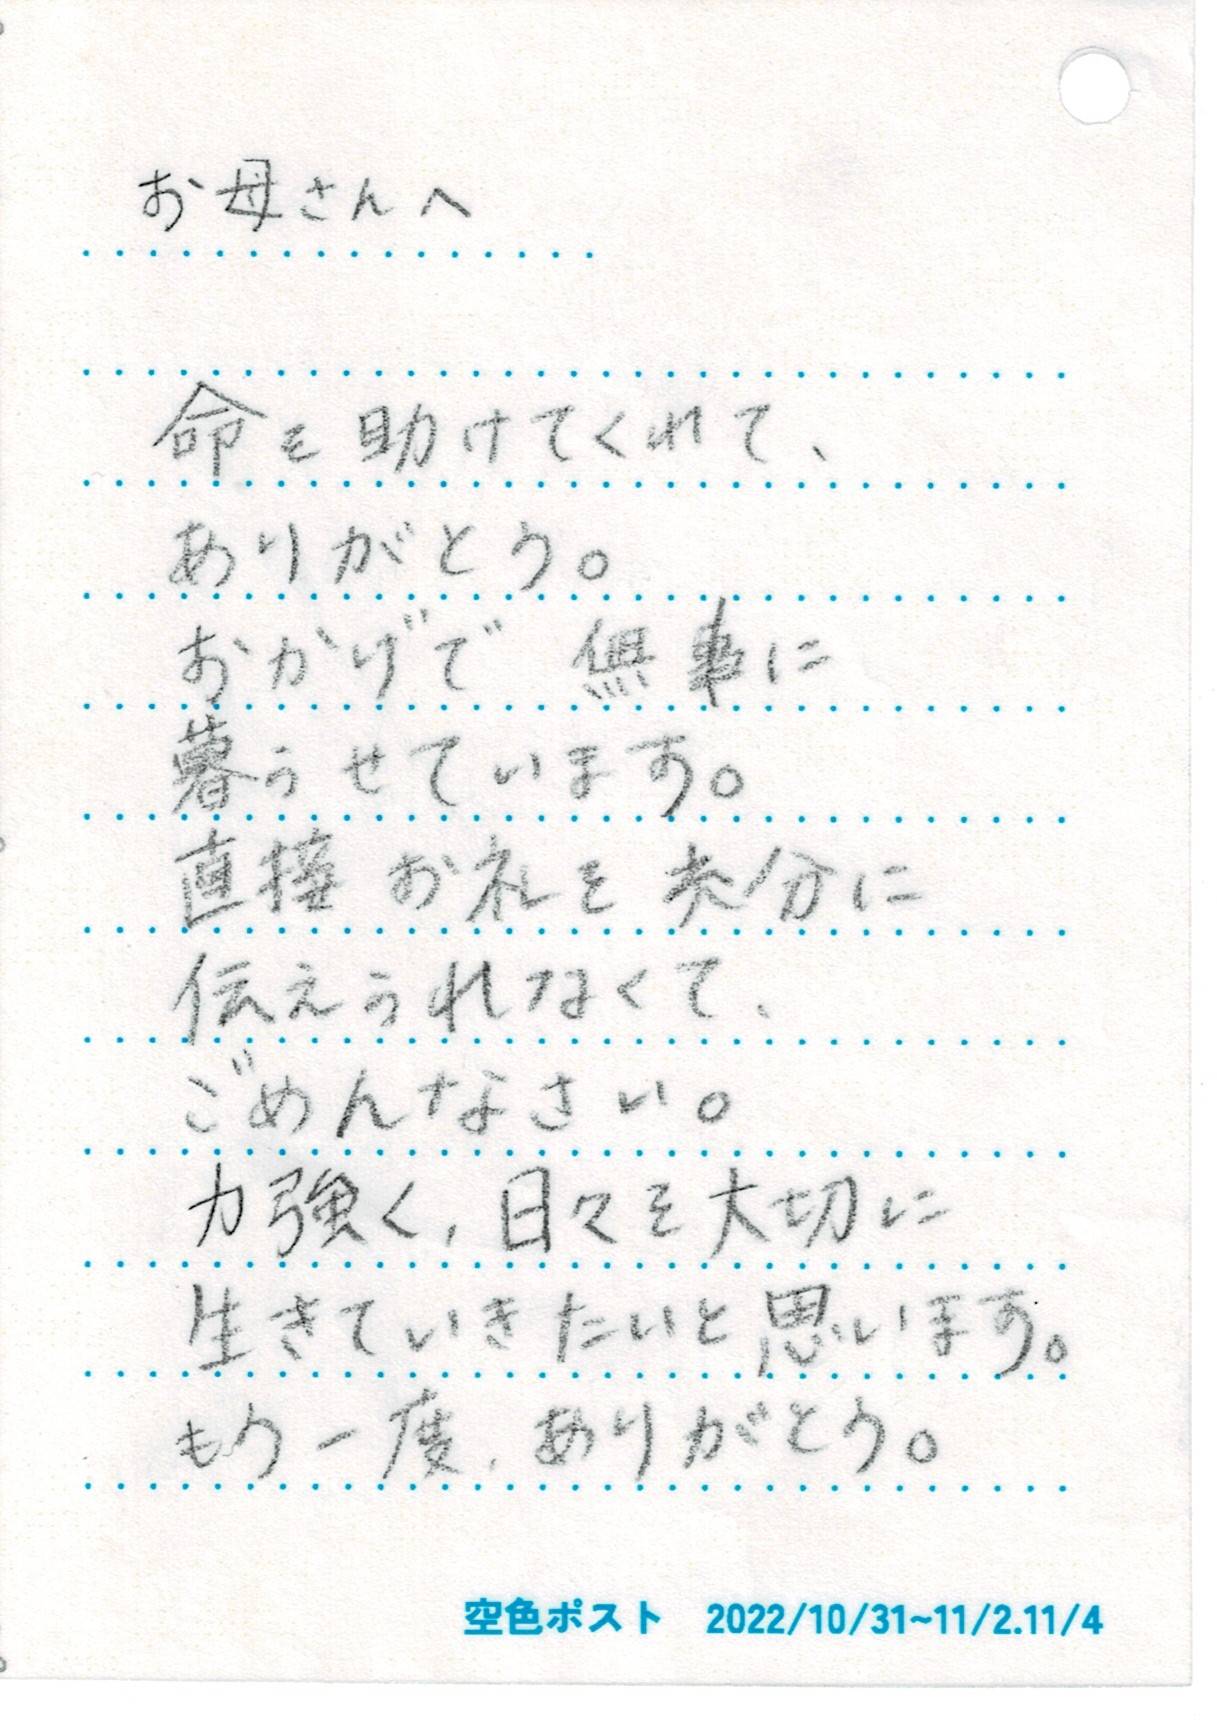 お母さんへ
命を助けてくれて、
ありがとう。
おかげで 無事に
暮らせています。
直接 お礼を 充分に
伝えられなくて、
ごめんなさい。
力強く、日々を大切に
生きていきたいと思います。
もう一度、ありがとう。
空色ポスト 2022/10/31~11/2.11/4